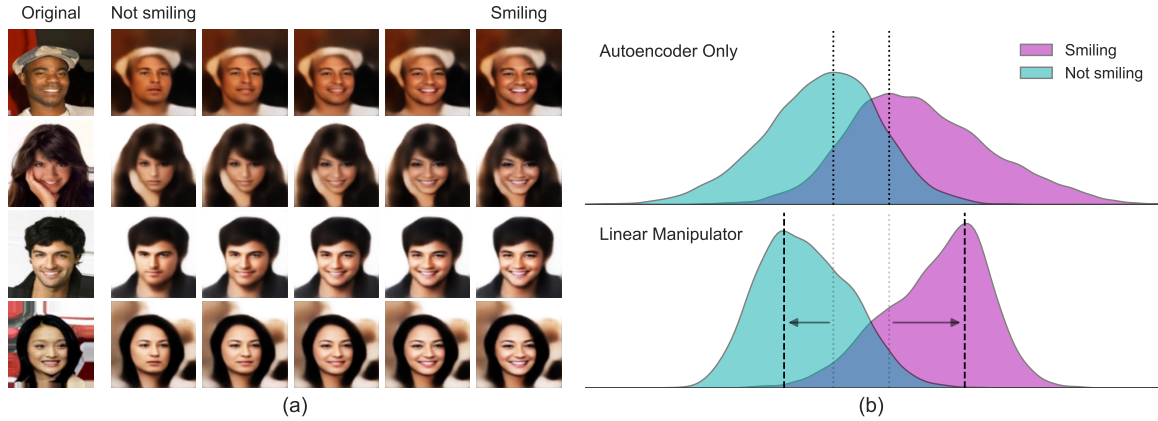 Original
Not smiling
Smiling
(a)
Autoencoder Only
Smiling
Not smiling
Linear Manipulator
(b)